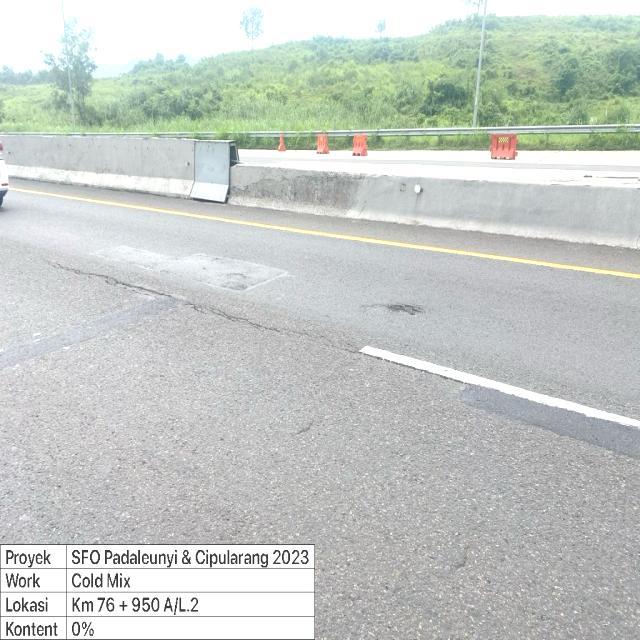 Proyek SFO Padaleunyi & Cipularang 2023
Work Cold Mix
Lokasi Km 76 + 950 A/L.2
Kontent 0%